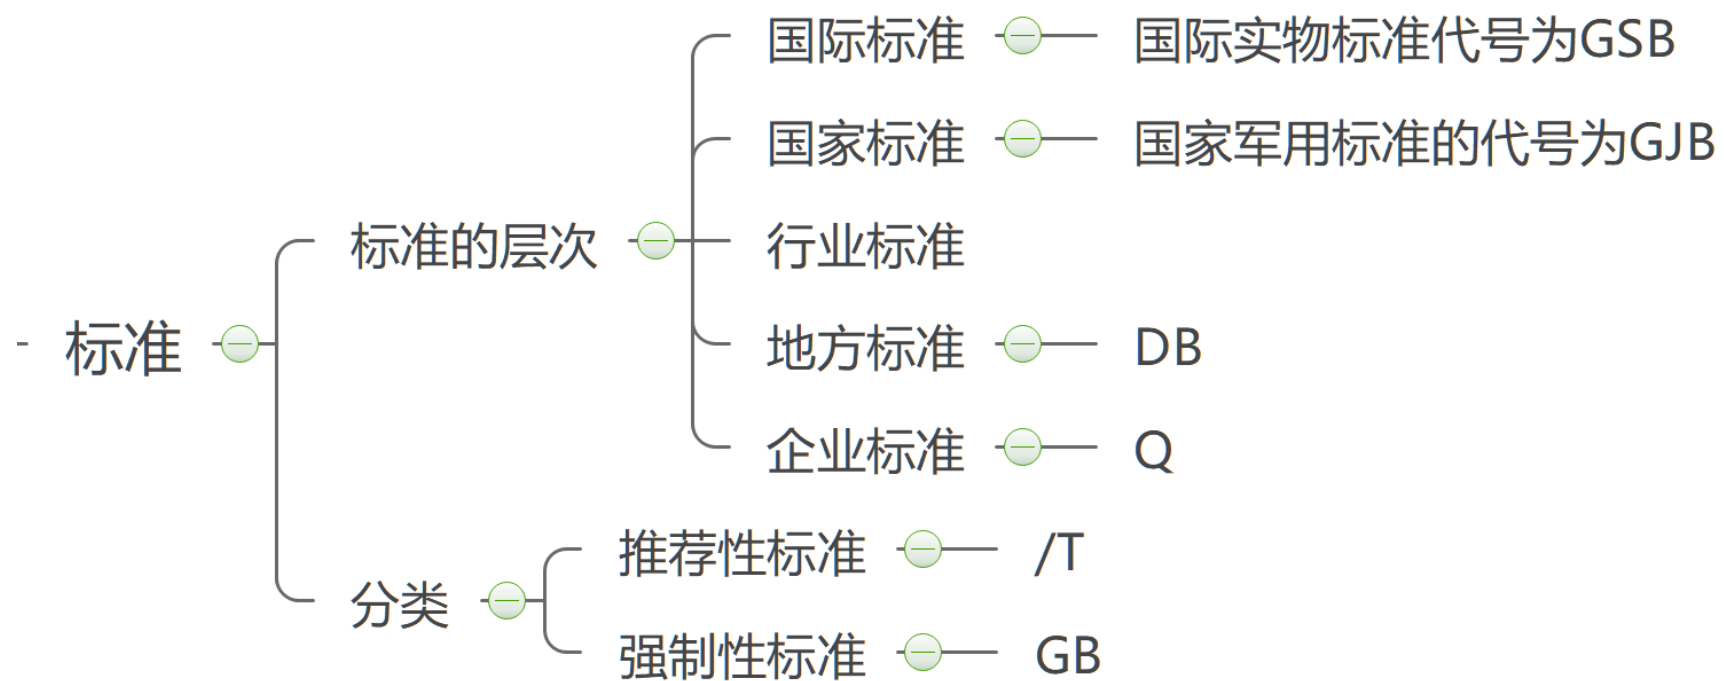 标准
标准的层次
国际标准
国际实物标准代号为GSB
国家标准
国家军用标准的代号为GJB
行业标准
地方标准
DB
企业标准
Q
分类
推荐性标准
/T
强制性标准
GB